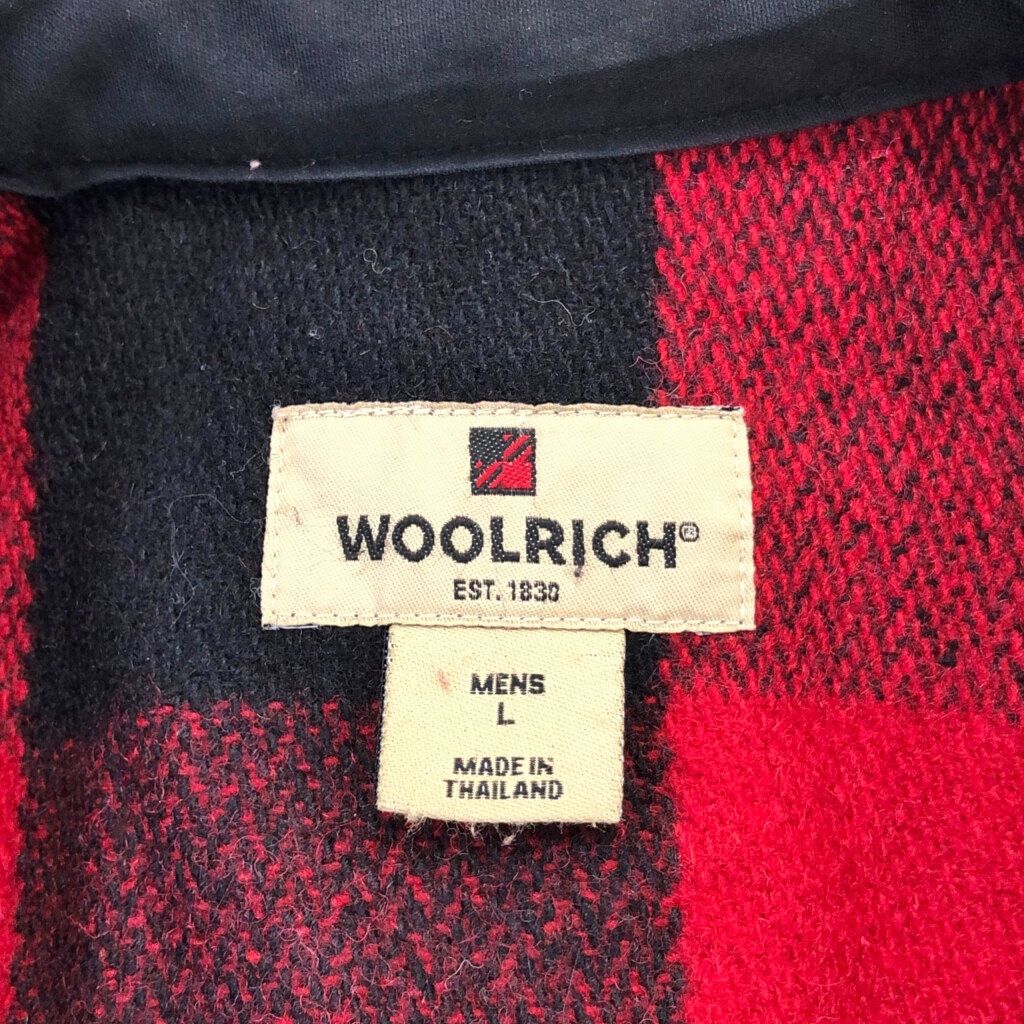 WOOLRICH®
EST. 1830
MENS
L
MADE IN
THAILAND